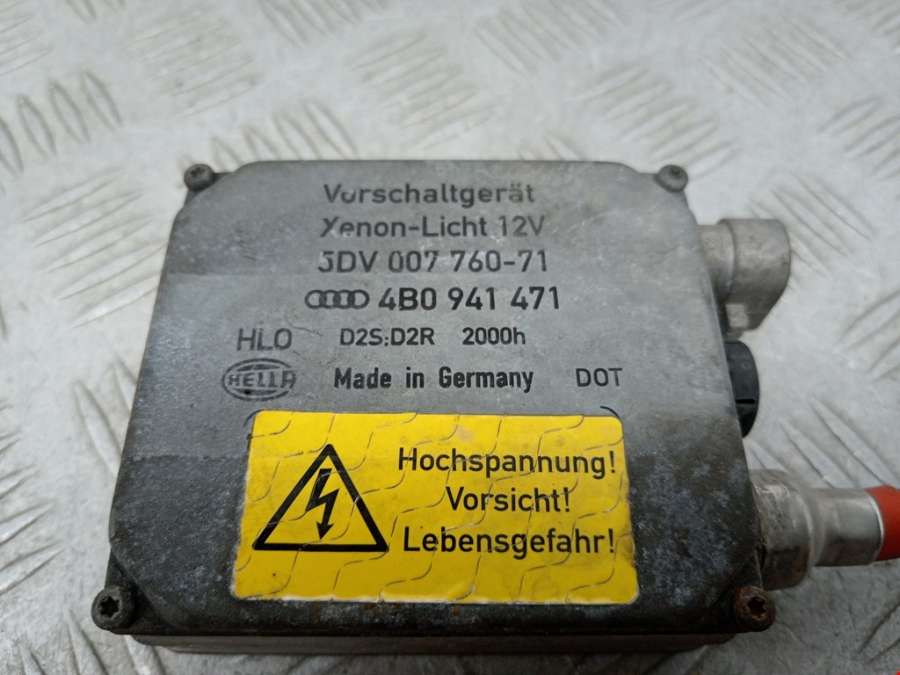 Vorschaltgerät
Xenon-Licht 12V
5DV 007 760-71
4B0 941 471
HLO D2S;D2R 2000h
HELLA Made in Germany DOT
Hochspannung!
Vorsicht!
Lebensgefahr!